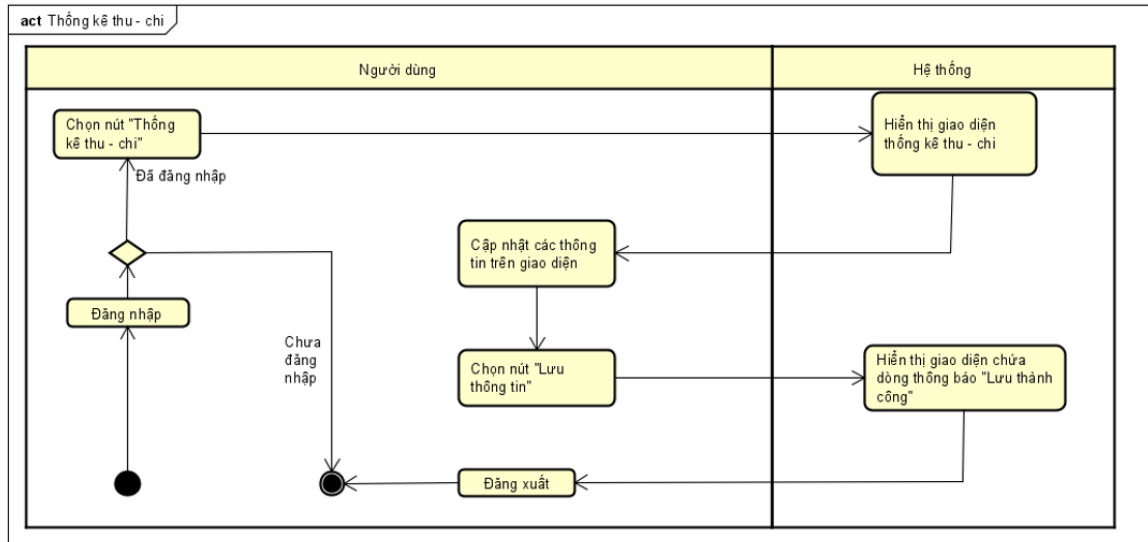 act Thống kê thu - chi
Người dùng
Hệ thống
Chọn nút "Thống
kê thu - chi"
Hiển thị giao diện
thống kê thu - chi
Đã đăng nhập
Cập nhật các thông
tin trên giao diện
Đăng nhập
Chưa
đăng
nhập
Chọn nút "Lưu
thông tin"
Hiển thị giao diện chứa
dòng thông báo "Lưu thành
công"
Đăng xuất